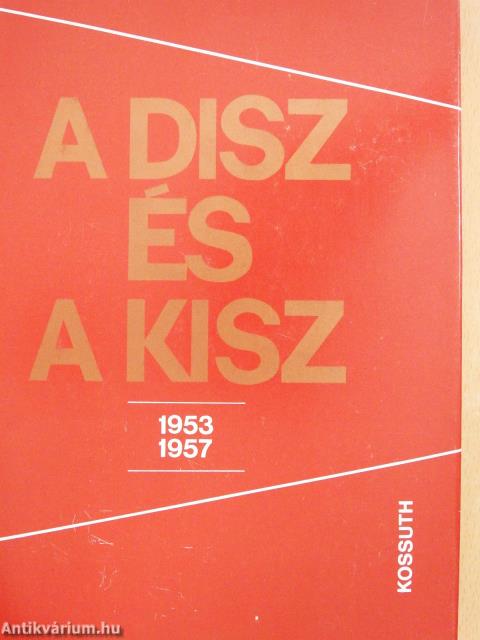 A DISZ
ÉS
A KISZ
1953
1957
KOSSUTH
Antikvárium.hu